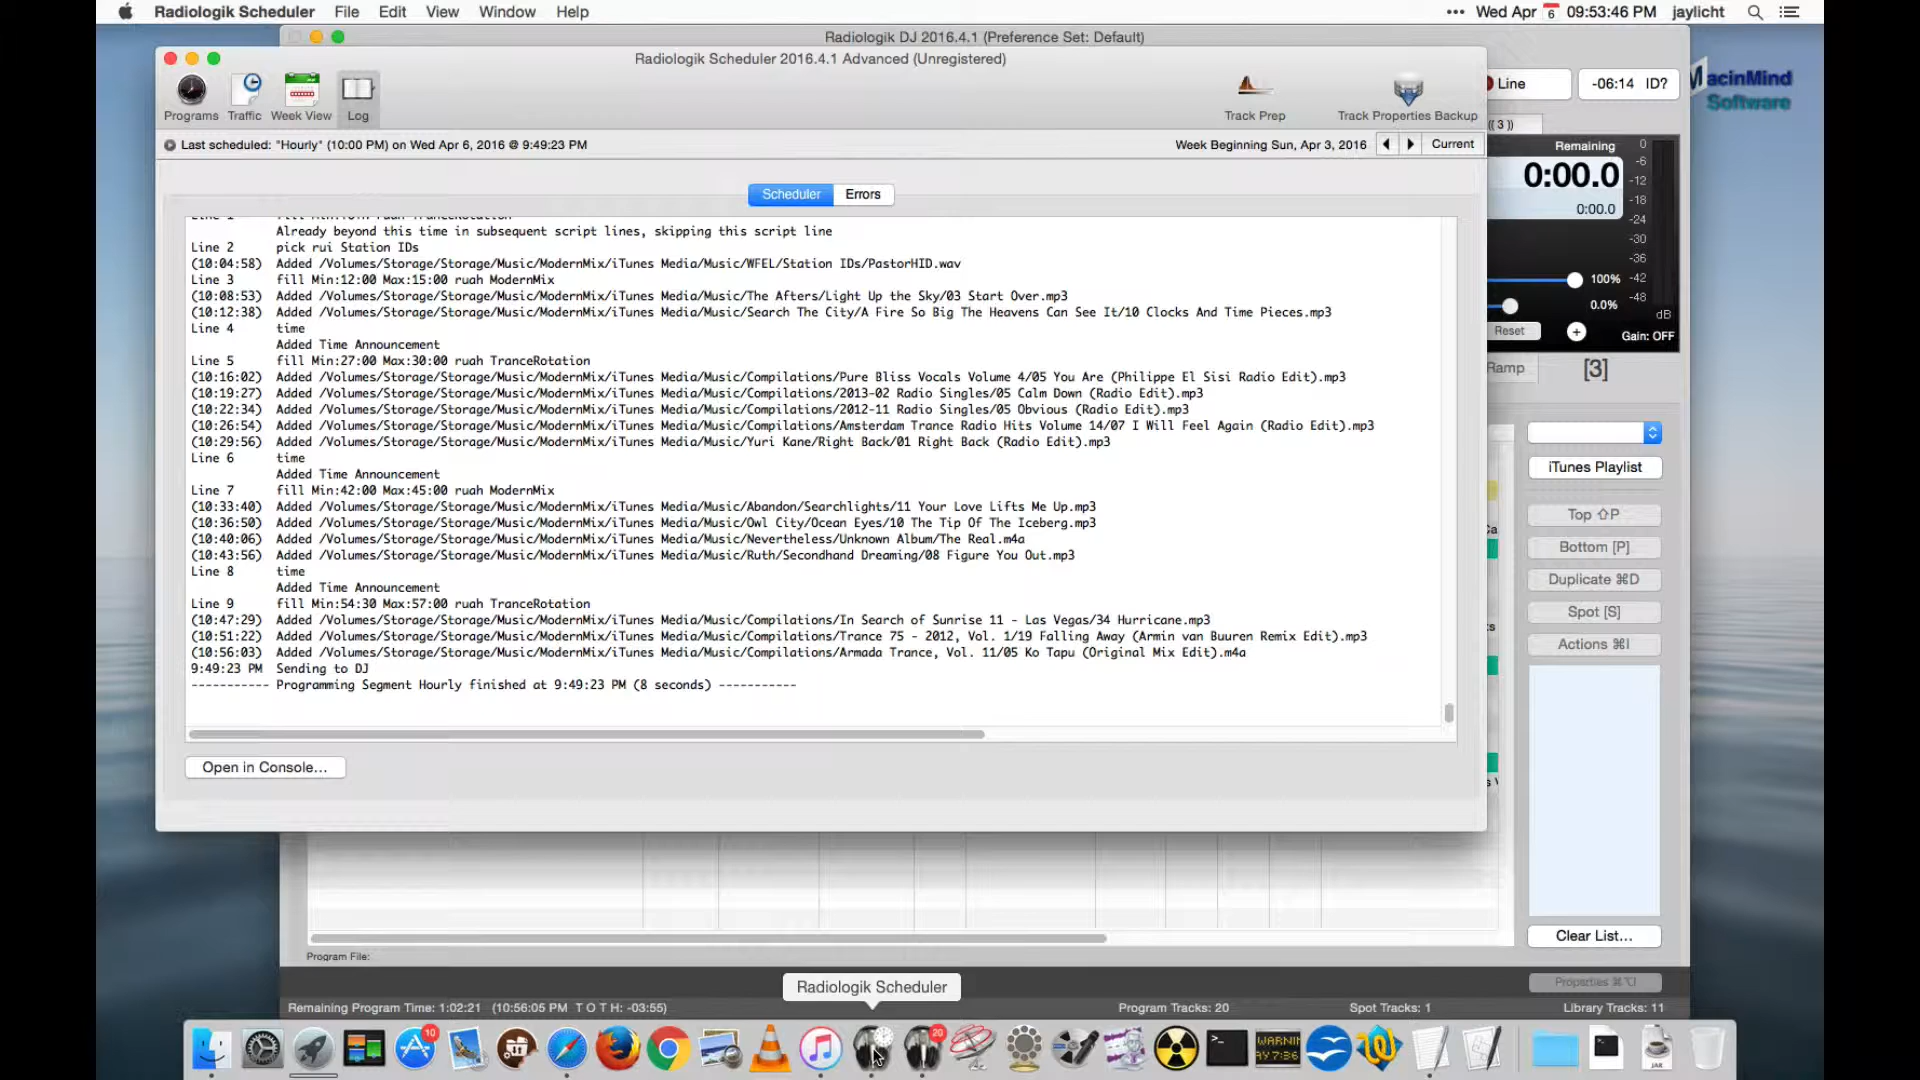 Radiologik Scheduler File Edit View Window Help
••• Wed Apr 6 09:53:46 PM jaylicht
Radiologik DJ 2016.4.1 (Preference Set: Default)
Radiologik Scheduler 2016.4.1 Advanced (Unregistered)
Programs Traffic Week View Log
Track Prep Track Properties Backup
Line -06:14 ID?
MacinMind
Software
(( 3 ))
Last scheduled: "Hourly" (10:00 PM) on Wed Apr 6, 2016 @ 9:49:23 PM
Week Beginning Sun, Apr 3, 2016 Current
Scheduler Errors
Already beyond this time in subsequent script lines, skipping this script line
Line 2 pick rui Station IDs
(10:04:58) Added /Volumes/Storage/Storage/Music/ModernMix/iTunes Media/Music/WFEL/Station IDs/PastorHID.wav
Line 3 fill Min:12:00 Max:15:00 ruah ModernMix
(10:08:53) Added /Volumes/Storage/Storage/Music/ModernMix/iTunes Media/Music/The Afters/Light Up the Sky/03 Start Over.mp3
(10:12:38) Added /Volumes/Storage/Storage/Music/ModernMix/iTunes Media/Music/Search The City/A Fire So Big The Heavens Can See It/10 Clocks And Time Pieces.mp3
Line 4 time
Added Time Announcement
Line 5 fill Min:27:00 Max:30:00 ruah TranceRotation
(10:16:02) Added /Volumes/Storage/Storage/Music/ModernMix/iTunes Media/Music/Compilations/Pure Bliss Vocals Volume 4/05 You Are (Philippe El Sisi Radio Edit).mp3
(10:19:27) Added /Volumes/Storage/Storage/Music/ModernMix/iTunes Media/Music/Compilations/2013-02 Radio Singles/05 Calm Down (Radio Edit).mp3
(10:22:34) Added /Volumes/Storage/Storage/Music/ModernMix/iTunes Media/Music/Compilations/2012-11 Radio Singles/05 Obvious (Radio Edit).mp3
(10:26:54) Added /Volumes/Storage/Storage/Music/ModernMix/iTunes Media/Music/Compilations/Amsterdam Trance Radio Hits Volume 14/07 I Will Feel Again (Radio Edit).mp3
(10:29:56) Added /Volumes/Storage/Storage/Music/ModernMix/iTunes Media/Music/Yuri Kane/Right Back/01 Right Back (Radio Edit).mp3
Line 6 time
Added Time Announcement
Line 7 fill Min:42:00 Max:45:00 ruah ModernMix
(10:33:40) Added /Volumes/Storage/Storage/Music/ModernMix/iTunes Media/Music/Abandon/Searchlights/11 Your Love Lifts Me Up.mp3
(10:36:50) Added /Volumes/Storage/Storage/Music/ModernMix/iTunes Media/Music/Owl City/Ocean Eyes/10 The Tip Of The Iceberg.mp3
(10:40:06) Added /Volumes/Storage/Storage/Music/ModernMix/iTunes Media/Music/Nevertheless/Unknown Album/The Real.m4a
(10:43:56) Added /Volumes/Storage/Storage/Music/ModernMix/iTunes Media/Music/Ruth/Secondhand Dreaming/08 Figure You Out.mp3
Line 8 time
Added Time Announcement
Line 9 fill Min:54:30 Max:57:00 ruah TranceRotation
(10:47:29) Added /Volumes/Storage/Storage/Music/ModernMix/iTunes Media/Music/Compilations/In Search of Sunrise 11 - Las Vegas/34 Hurricane.mp3
(10:51:22) Added /Volumes/Storage/Storage/Music/ModernMix/iTunes Media/Music/Compilations/Trance 75 - 2012, Vol. 1/19 Falling Away (Armin van Buuren Remix Edit).mp3
(10:56:03) Added /Volumes/Storage/Storage/Music/ModernMix/iTunes Media/Music/Compilations/Armada Trance, Vol. 11/05 Ko Tapu (Original Mix Edit).m4a
9:49:23 PM Sending to DJ
----------- Programming Segment Hourly finished at 9:49:23 PM (8 seconds) -----------
Open in Console...
Remaining
0:00.0
0:00.0
0
-6
-12
-18
-24
-30
-36
-42
-48
dB
100%
0.0%
Reset +
Gain: OFF
Ramp [3]
iTunes Playlist
Top ⇧P
Bottom [P]
Duplicate ⌘D
Spot [S]
Actions ⌘I
Clear List...
Program File:
Properties ⌘⌥I
Radiologik Scheduler
Remaining Program Time: 1:02:21 (10:56:05 PM T O T H: -03:55)
Program Tracks: 20 Spot Tracks: 1 Library Tracks: 11
10
20
WARNIN
AY 7:36
JAR